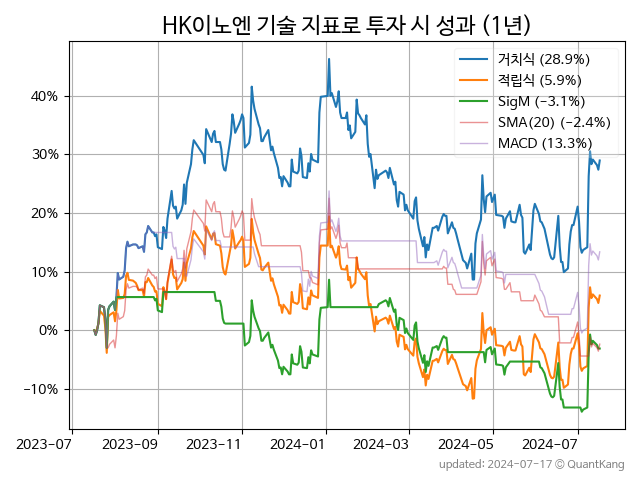 HK이노엔 기술 지표로 투자 시 성과 (1년)
거치식 (28.9%)
적립식 (5.9%)
SigM (−3.1%)
SMA(20) (−2.4%)
MACD (13.3%)
40%
30%
20%
10%
0%
−10%
2023-07 2023-09 2023-11 2024-01 2024-03 2024-05 2024-07
updated: 2024-07-17 © QuantKang